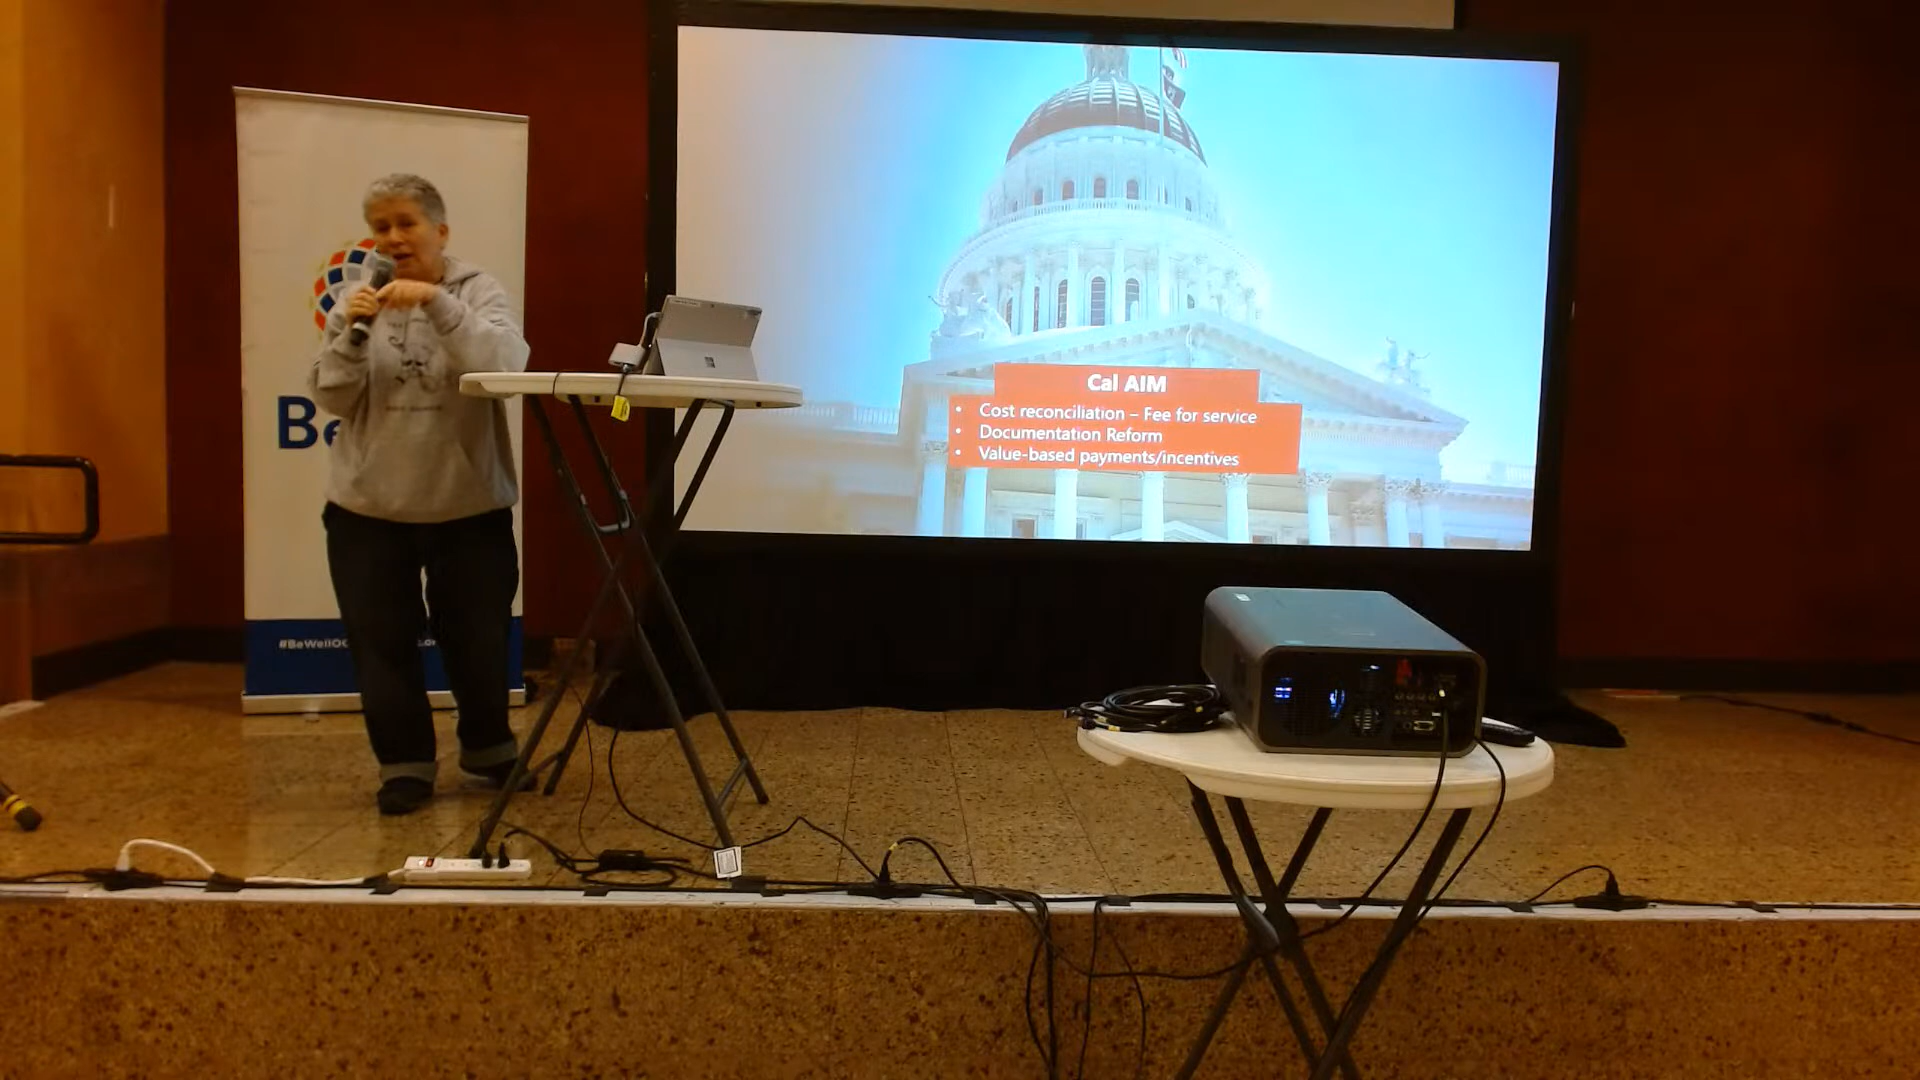 Cal AIM
• Cost reconciliation – Fee for service
• Documentation Reform
• Value-based payments/incentives
Be
#BeWellOC